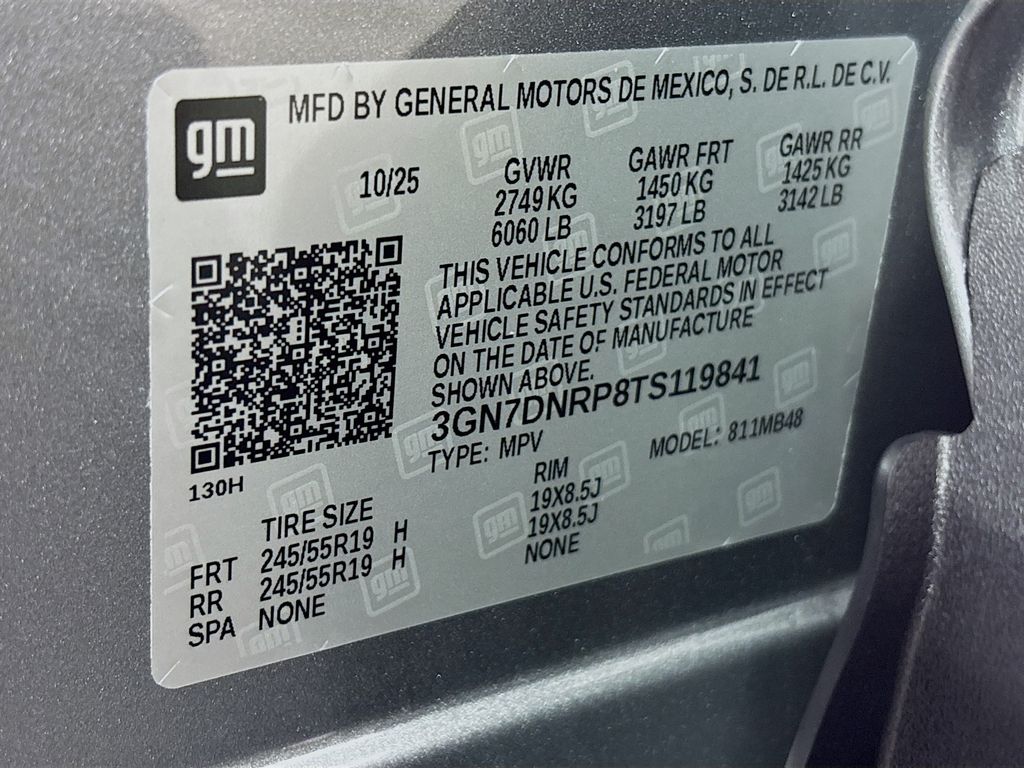 gm
MFD BY GENERAL MOTORS DE MEXICO, S. DE R.L. DE C.V.
10/25
GVWR GAWR FRT GAWR RR
2749 KG 1450 KG 1425 KG
6060 LB 3197 LB 3142 LB
THIS VEHICLE CONFORMS TO ALL
APPLICABLE U.S. FEDERAL MOTOR
VEHICLE SAFETY STANDARDS IN EFFECT
ON THE DATE OF MANUFACTURE
SHOWN ABOVE.
3GN7DNRP8TS119841
TYPE: MPV MODEL: 811MB48
130H
TIRE SIZE RIM
FRT 245/55R19 H 19X8.5J
RR 245/55R19 H 19X8.5J
SPA NONE NONE